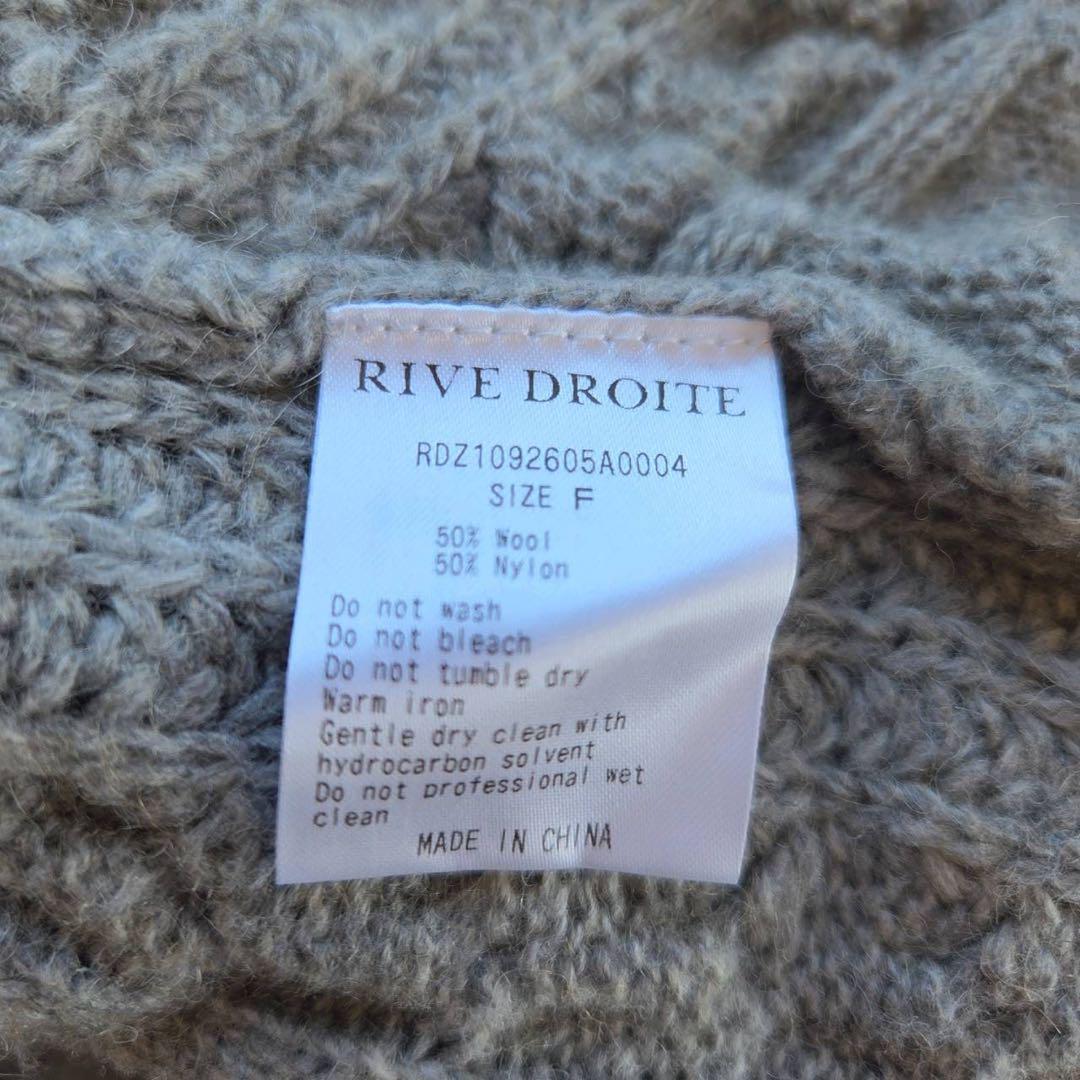 RIVE DROITE
RDZ1092605A0004
SIZE F
50% Wool
50% Nylon
Do not wash
Do not bleach
Do not tumble dry
Warm iron
Gentle dry clean with
hydrocarbon solvent
Do not professional wet
clean
MADE IN CHINA